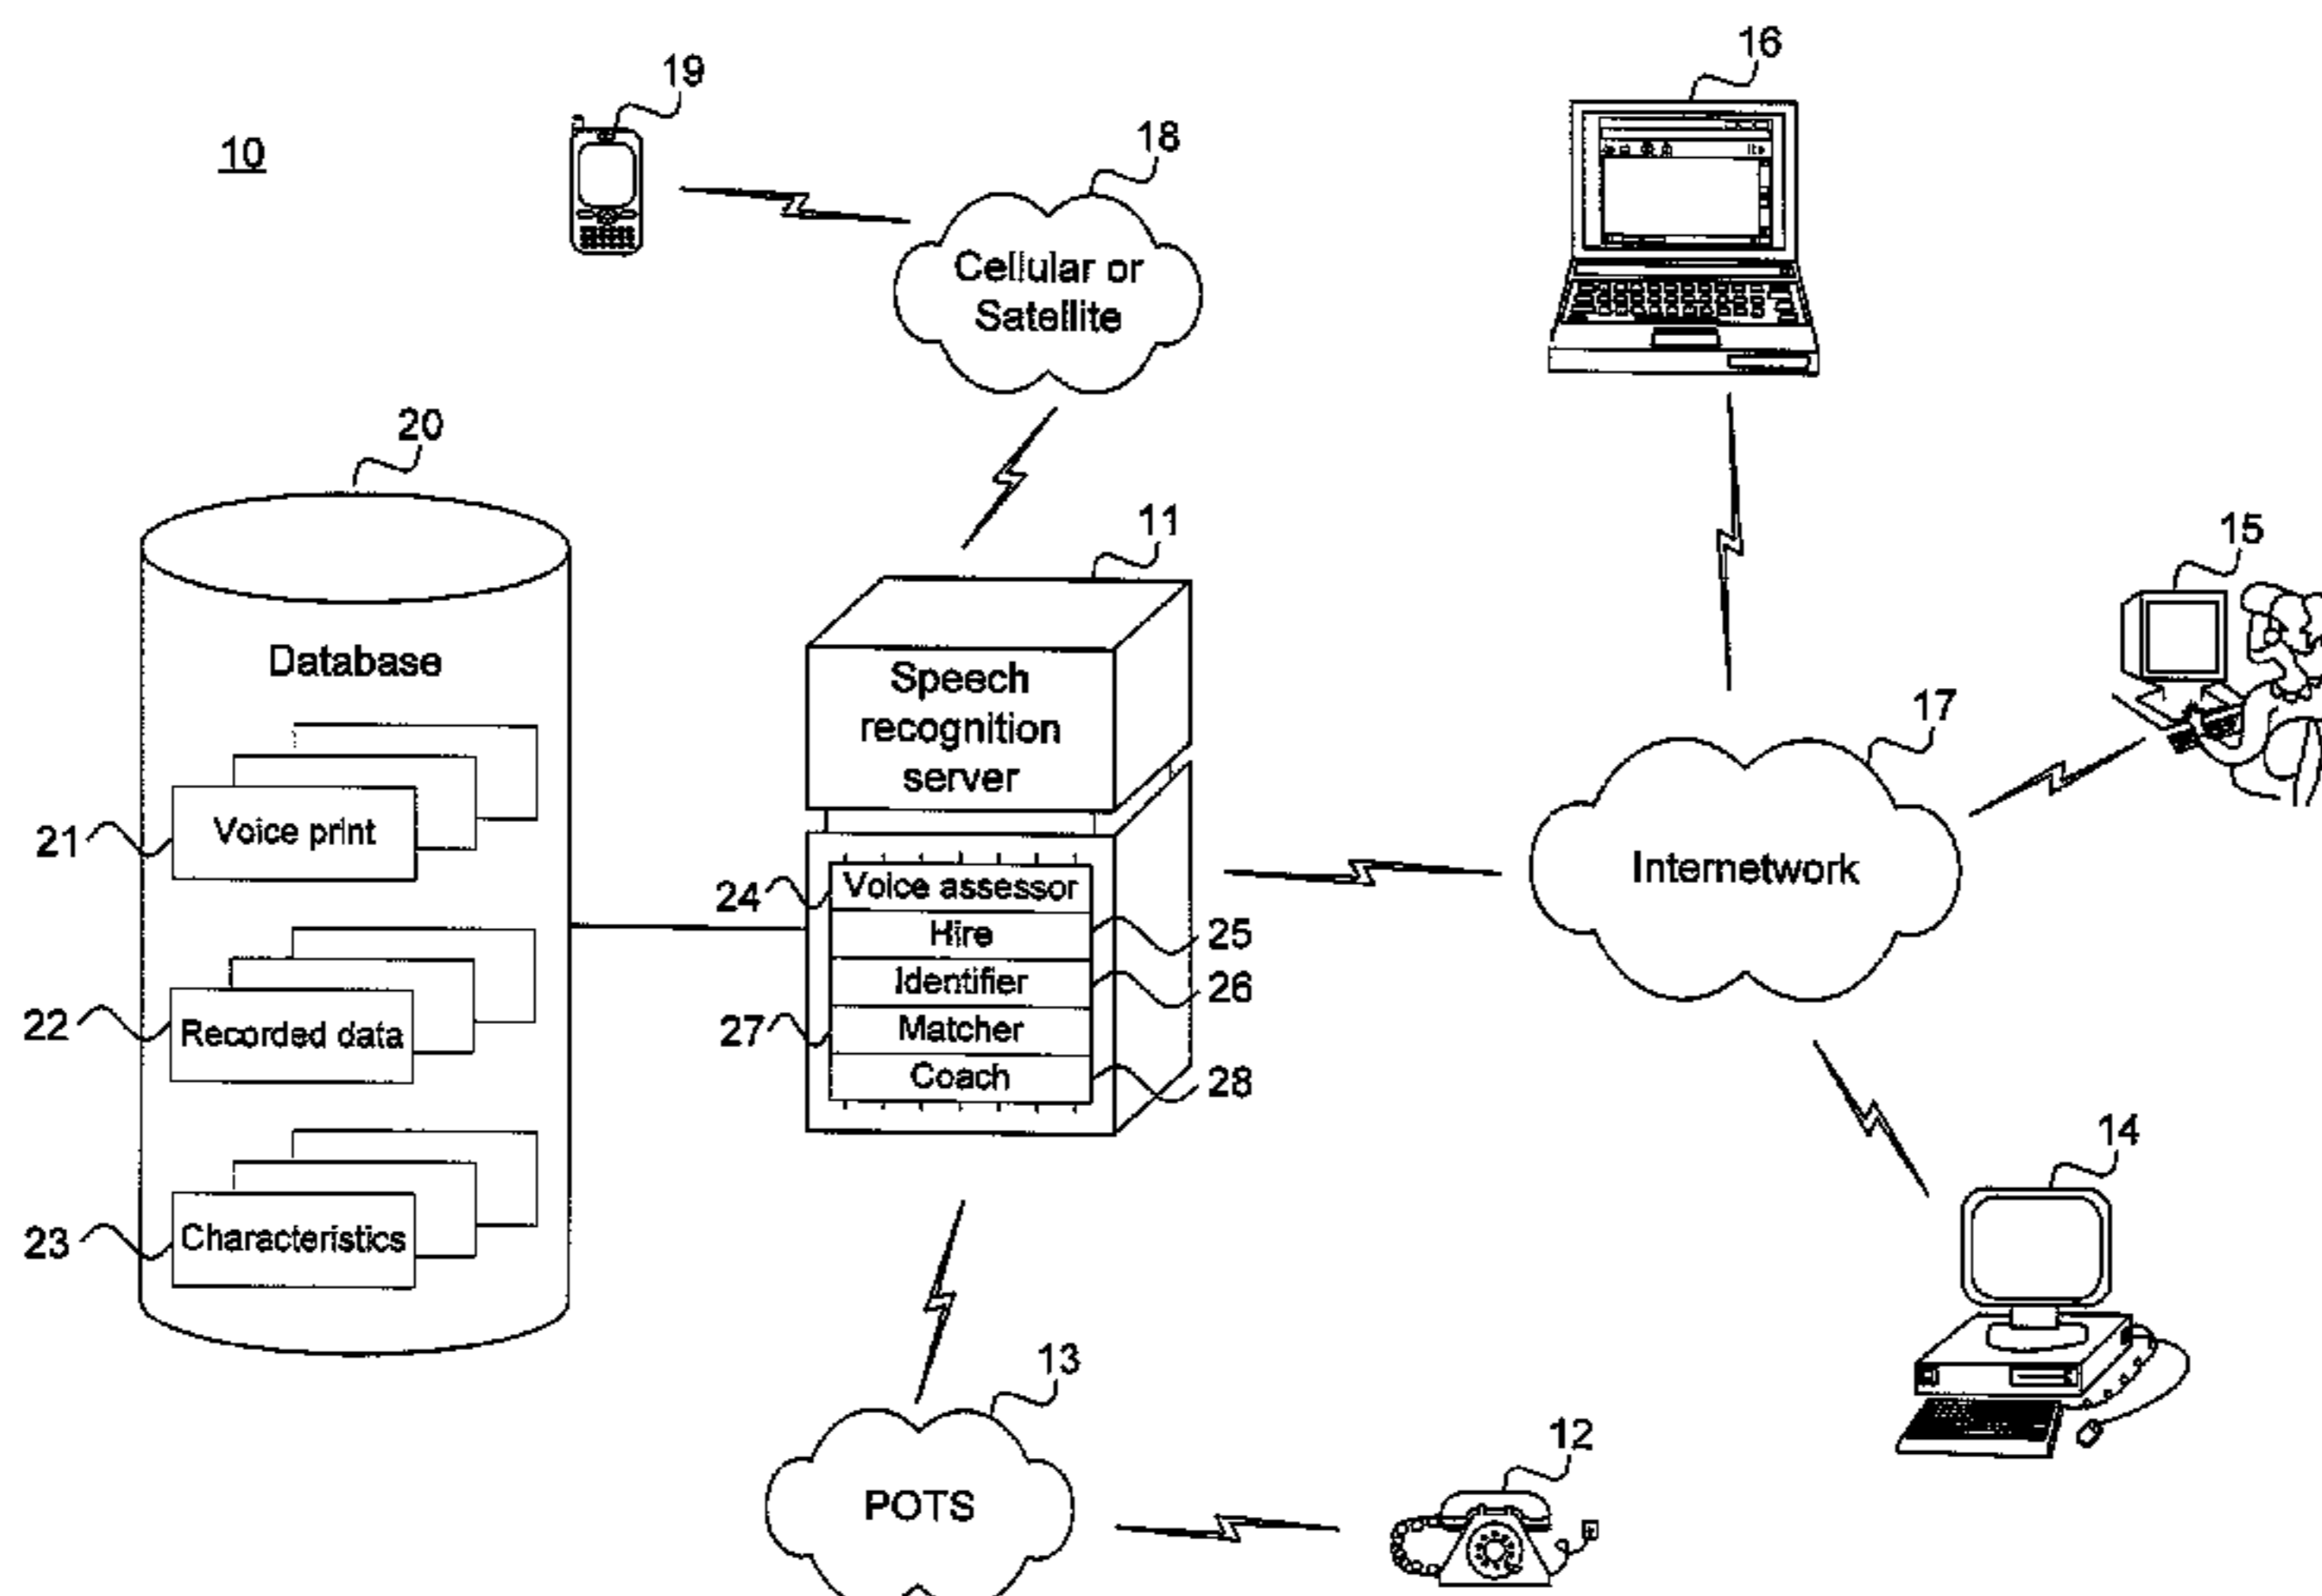 16
19
18
10
Cellular or
Satellite
20
11
15
Database
Speech
recognition
server
17
21
Voice print
Internetwork
24
Voice assessor
Hire
25
Identifier
26
22
Recorded data
27
Matcher
Coach
28
14
23
Characteristics
13
12
POTS